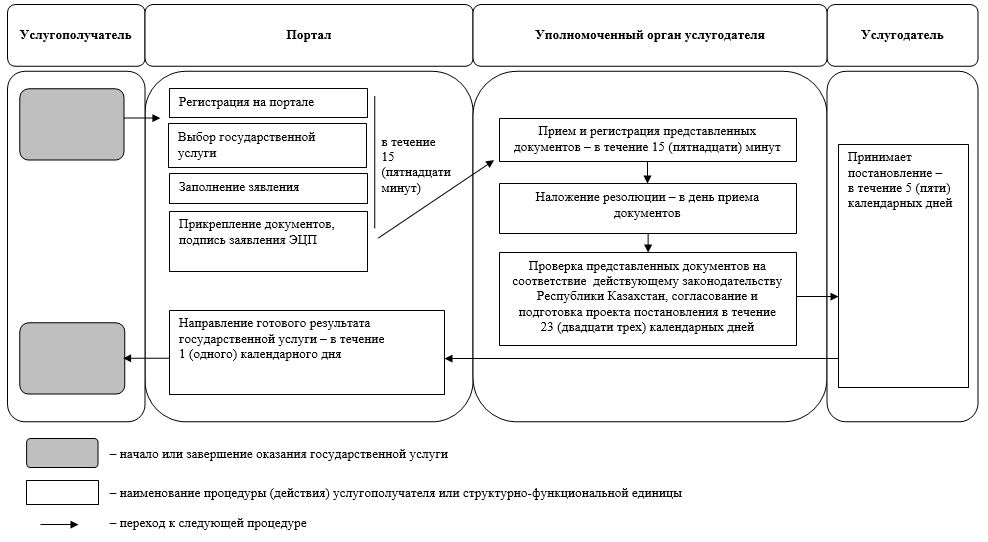 Услугополучатель
Портал
Уполномоченный орган услугодателя
Услугодатель
Регистрация на портале
Выбор государственной
услуги
Заполнение зявления
Прикрепление документов,
подпись заявления ЭЦП
в течение
15
(пятнадцати
минут)
Прием и регистрация представленных
документов – в течение 15 (пятнадцати) минут
Наложение резолюции – в день приема
документов
Проверка представленных документов на
соответствие действующему законодательству
Республики Казахстан, согласование и
подготовка проекта постановления в течение
23 (двадцати трех) календарных дней
Принимает
постановление –
в течение 5 (пяти)
календарных дней
Направление готового результата
государственной услуги – в течение
1 (одного) календарного дня
– начало или завершение оказания государственной услуги
– наименование процедуры (действия) услугополучателя или структурно-функциональной единицы
– переход к следующей процедуре